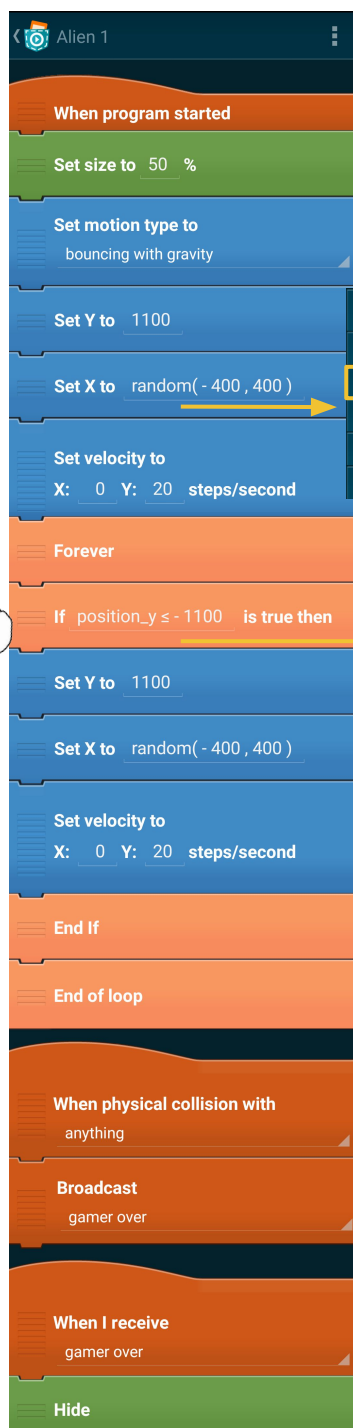 Alien 1
When program started
Set size to 50 %
Set motion type to
bouncing with gravity
Set Y to 1100
Set X to random( - 400 , 400 )
Set velocity to
X: 0 Y: 20 steps/second
Forever
If position_y ≤ - 1100 is true then
Set Y to 1100
Set X to random( - 400 , 400 )
Set velocity to
X: 0 Y: 20 steps/second
End If
End of loop
When physical collision with
anything
Broadcast
gamer over
When I receive
gamer over
Hide